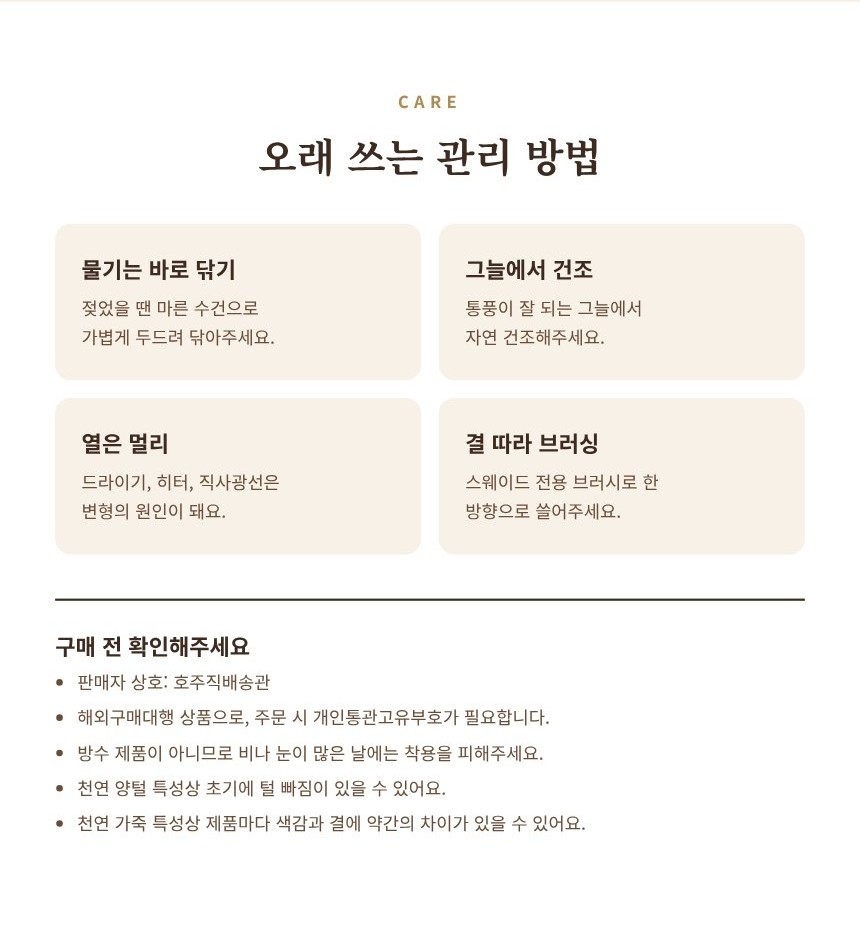 CARE
오래 쓰는 관리 방법
물기는 바로 닦기
젖었을 땐 마른 수건으로
가볍게 두드려 닦아주세요.
그늘에서 건조
통풍이 잘 되는 그늘에서
자연 건조해주세요.
열은 멀리
드라이기, 히터, 직사광선은
변형의 원인이 돼요.
결 따라 브러싱
스웨이드 전용 브러시로 한
방향으로 쓸어주세요.
구매 전 확인해주세요
• 판매자 상호: 호주직배송관
• 해외구매대행 상품으로, 주문 시 개인통관고유부호가 필요합니다.
• 방수 제품이 아니므로 비나 눈이 많은 날에는 착용을 피해주세요.
• 천연 양털 특성상 초기에 털 빠짐이 있을 수 있어요.
• 천연 가죽 특성상 제품마다 색감과 결에 약간의 차이가 있을 수 있어요.